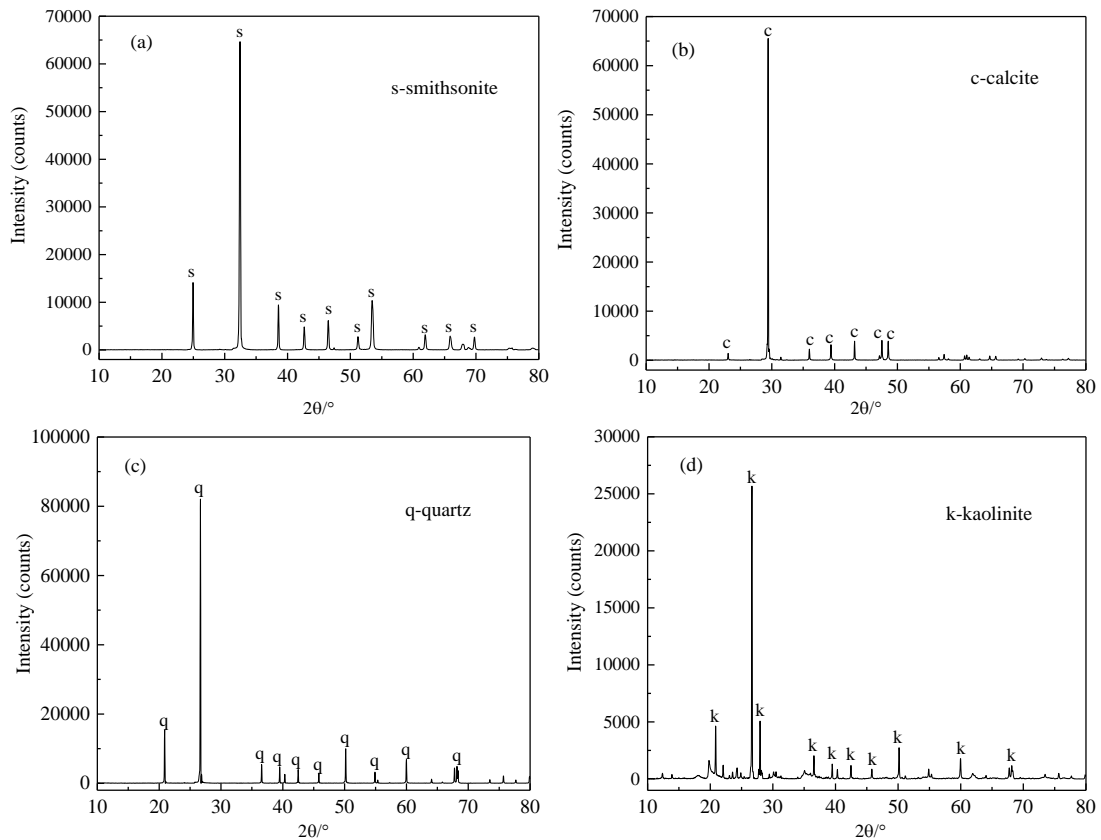 70000
60000
50000
40000
30000
20000
10000
0
Intensity (counts)
(a)
s
s-smithsonite
s
s
s
s
s
s
s
s
s
10 20 30 40 50 60 70 80
2θ/°
70000
60000
50000
40000
30000
20000
10000
0
Intensity (counts)
(b)
c
c-calcite
c
c
c
c
c
c
10 20 30 40 50 60 70 80
2θ/°
100000
80000
60000
40000
20000
0
Intensity (counts)
(c)
q
q-quartz
q
q
q
q
q
q
q
q
q
10 20 30 40 50 60 70 80
2θ/°
30000
25000
20000
15000
10000
5000
0
Intensity (counts)
(d)
k
k-kaolinite
k
k
k
k
k
k
k
k
k
10 20 30 40 50 60 70 80
2θ/°